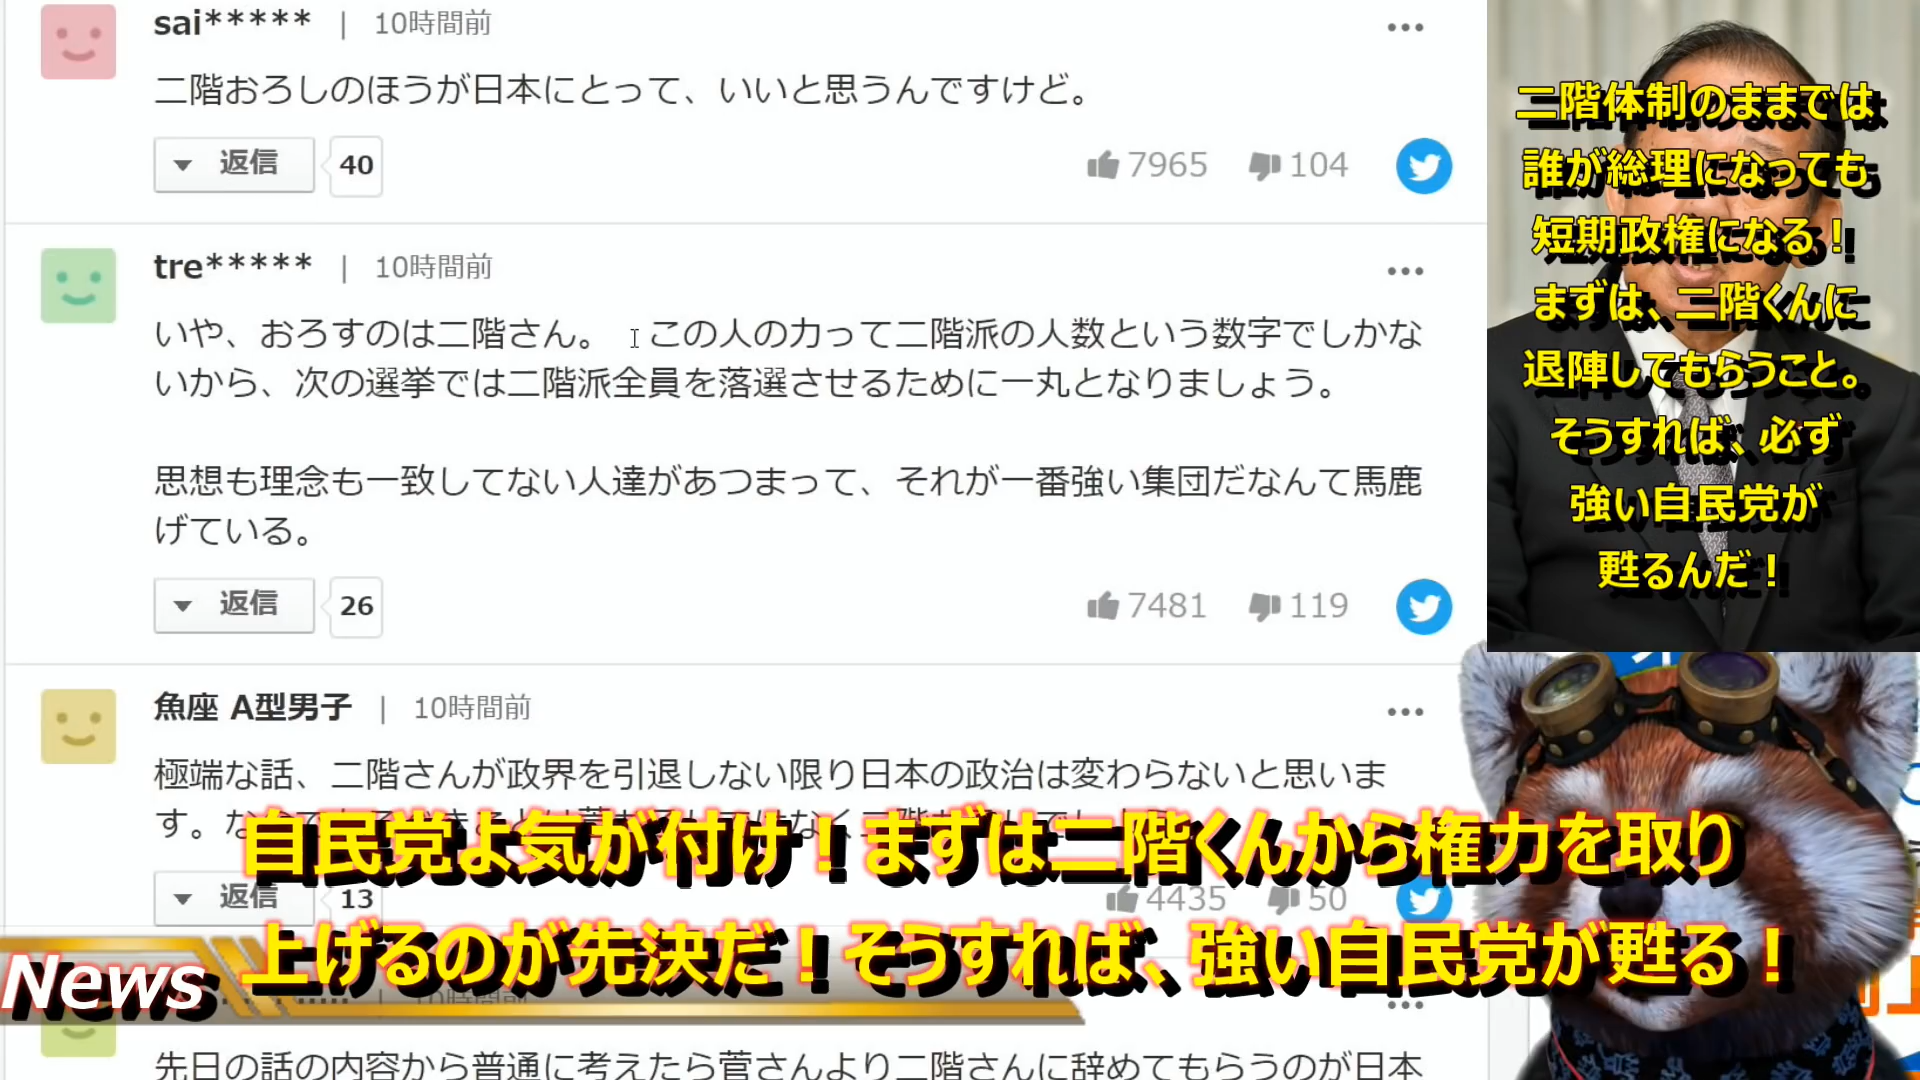 sai***** | 10時間前
二階おろしのほうが日本にとって、いいと思うんですけど。
返信 40
7965 104
tre***** | 10時間前
いや、おろすのは二階さん。 この人の力って二階派の人数という数字でしかな
いから、次の選挙では二階派全員を落選させるために一丸となりましょう。
思想も理念も一致してない人達があつまって、それが一番強い集団だなんて馬鹿
げている。
返信 26
7481 119
魚座 A型男子 | 10時間前
極端な話、二階さんが政界を引退しない限り日本の政治は変わらないと思いま
す。
返信 13
4435 50
10時間前
先日の話の内容から普通に考えたら菅さんより二階さんに辞めてもらうのが日本
二階体制のままでは
誰が総理になっても
短期政権になる！
まずは、二階くんに
退陣してもらうこと。
そうすれば、必ず
強い自民党が
甦るんだ！
自民党よ気が付け！まずは二階くんから権力を取り
上げるのが先決だ！そうすれば、強い自民党が甦る！
News